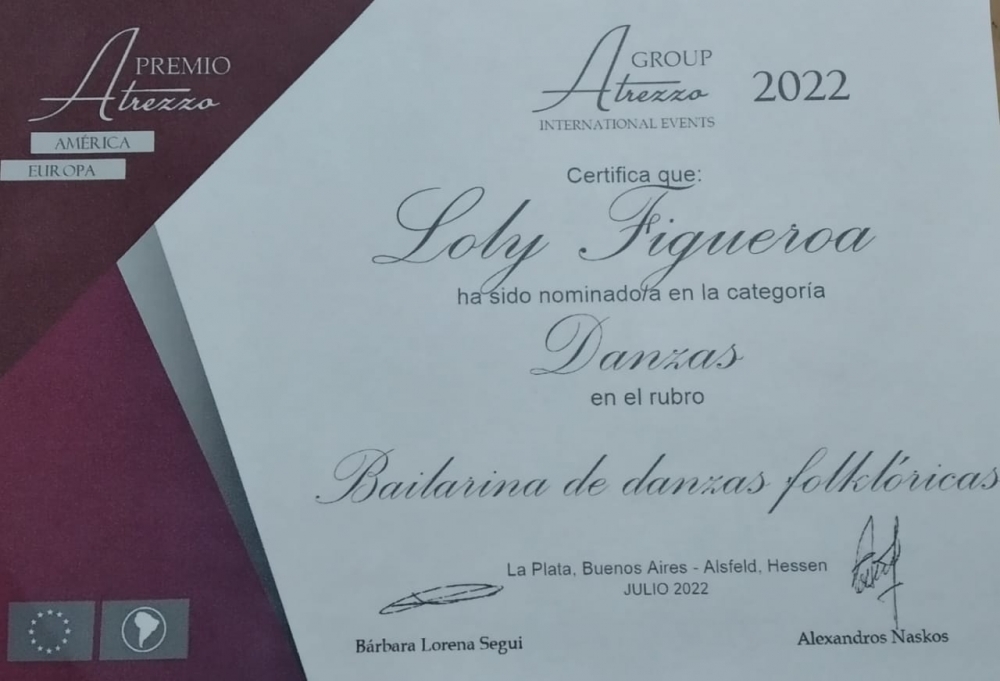 PREMIO
Atrezzo
AMÉRICA
EUROPA
GROUP
Atrezzo
INTERNATIONAL EVENTS
2022
Certifica que:
Loly Figueroa
ha sido nominado/a en la categoría
Danzas
en el rubro
Bailarina de danzas folklóricas
La Plata, Buenos Aires - Alsfeld, Hessen
JULIO 2022
Bárbara Lorena Segui
Alexandros Naskos